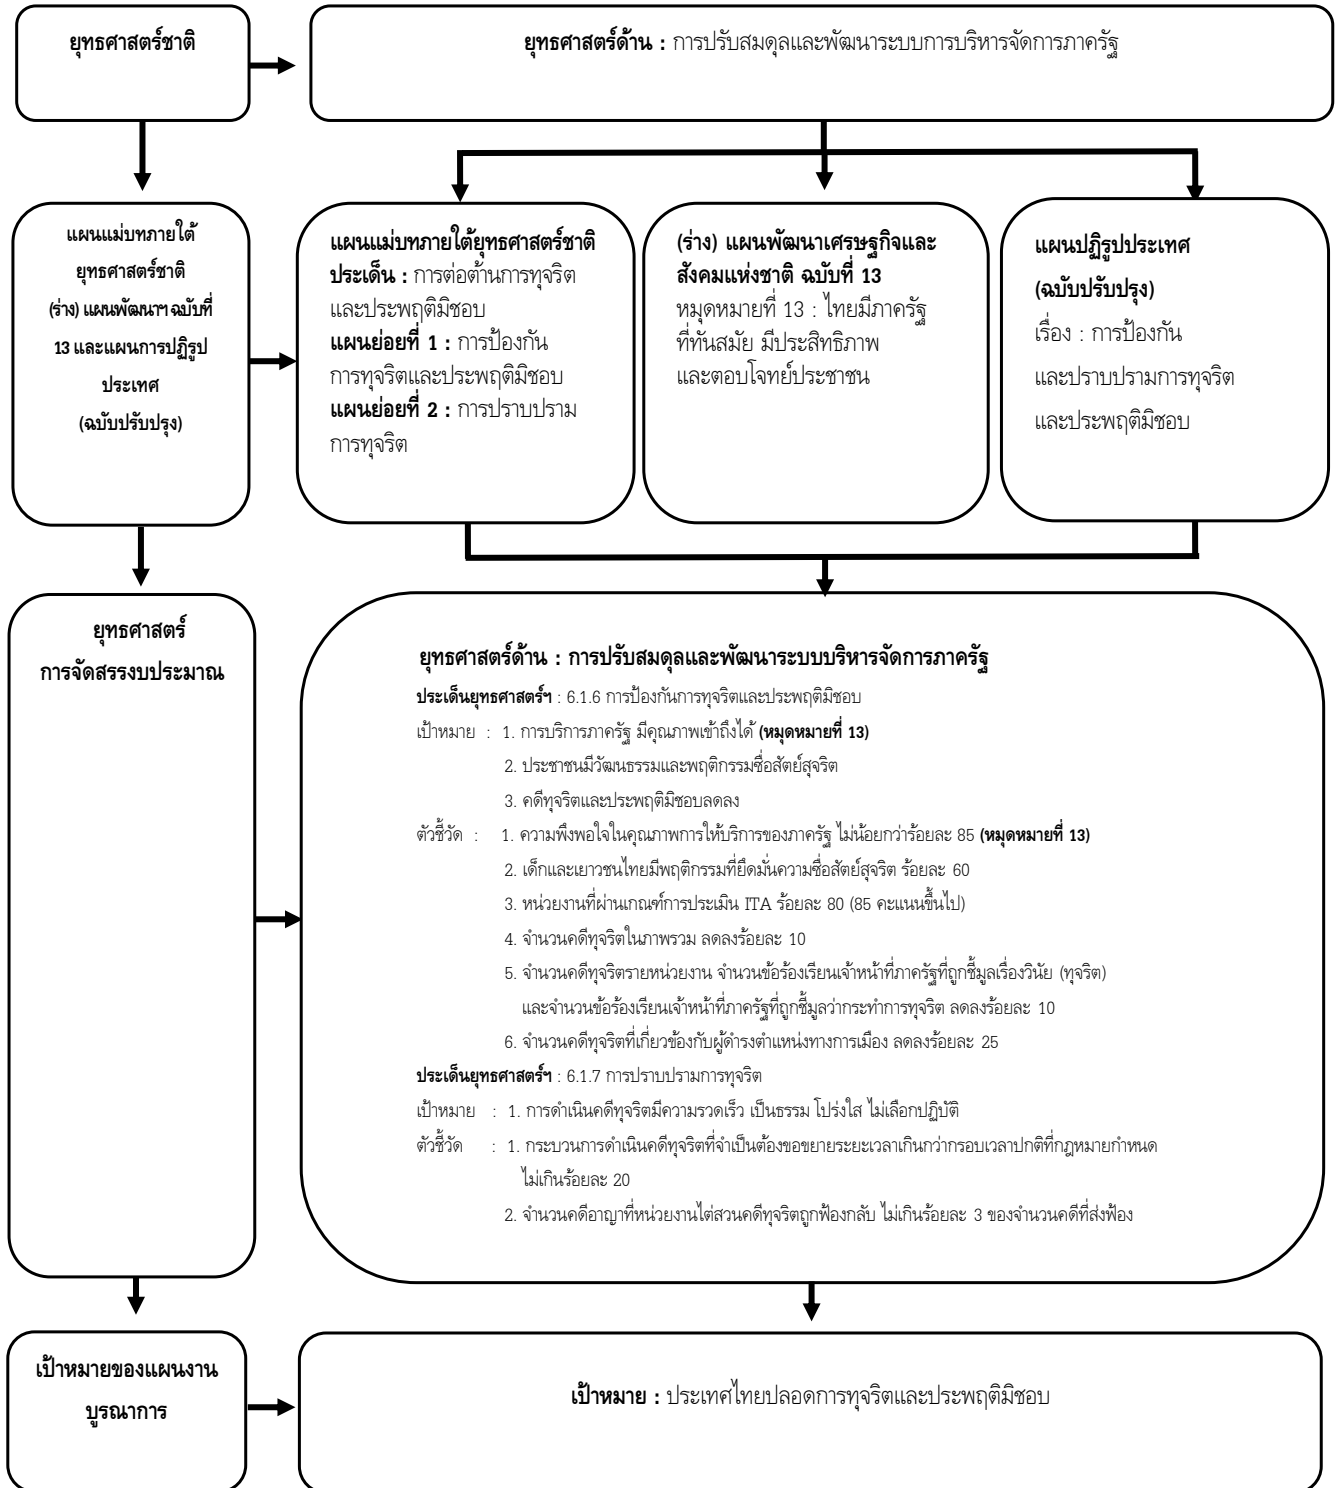 ยุทธศาสตร์ชาติ
ยุทธศาสตร์ด้าน : การปรับสมดุลและพัฒนาระบบการบริหารจัดการภาครัฐ
แผนแม่บทภายใต้
ยุทธศาสตร์ชาติ
(ร่าง) แผนพัฒนาฯ ฉบับที่
13 และแผนการปฏิรูป
ประเทศ
(ฉบับปรับปรุง)
แผนแม่บทภายใต้ยุทธศาสตร์ชาติ
ประเด็น : การต่อต้านการทุจริต
และประพฤติมิชอบ
แผนย่อยที่ 1 : การป้องกัน
การทุจริตและประพฤติมิชอบ
แผนย่อยที่ 2 : การปราบปราม
การทุจริต
(ร่าง) แผนพัฒนาเศรษฐกิจและ
สังคมแห่งชาติ ฉบับที่ 13
หมุดหมายที่ 13 : ไทยมีภาครัฐ
ที่ทันสมัย มีประสิทธิภาพ
และตอบโจทย์ประชาชน
แผนปฏิรูปประเทศ
(ฉบับปรับปรุง)
เรื่อง : การป้องกัน
และปราบปรามการทุจริต
และประพฤติมิชอบ
ยุทธศาสตร์
การจัดสรรงบประมาณ
ยุทธศาสตร์ด้าน : การปรับสมดุลและพัฒนาระบบบริหารจัดการภาครัฐ
ประเด็นยุทธศาสตร์ฯ : 6.1.6 การป้องกันการทุจริตและประพฤติมิชอบ
เป้าหมาย : 1. การบริการภาครัฐ มีคุณภาพเข้าถึงได้ (หมุดหมายที่ 13)
2. ประชาชนมีวัฒนธรรมและพฤติกรรมซื่อสัตย์สุจริต
3. คดีทุจริตและประพฤติมิชอบลดลง
ตัวชี้วัด : 1. ความพึงพอใจในคุณภาพการให้บริการของภาครัฐ ไม่น้อยกว่าร้อยละ 85 (หมุดหมายที่ 13)
2. เด็กและเยาวชนไทยมีพฤติกรรมที่ยึดมั่นความซื่อสัตย์สุจริต ร้อยละ 60
3. หน่วยงานที่ผ่านเกณฑ์การประเมิน ITA ร้อยละ 80 (85 คะแนนขึ้นไป)
4. จำนวนคดีทุจริตในภาพรวม ลดลงร้อยละ 10
5. จำนวนคดีทุจริตรายหน่วยงาน จำนวนข้อร้องเรียนเจ้าหน้าที่ภาครัฐที่ถูกชี้มูลเรื่องวินัย (ทุจริต)
และจำนวนข้อร้องเรียนเจ้าหน้าที่ภาครัฐที่ถูกชี้มูลว่ากระทำการทุจริต ลดลงร้อยละ 10
6. จำนวนคดีทุจริตที่เกี่ยวข้องกับผู้ดำรงตำแหน่งทางการเมือง ลดลงร้อยละ 25
ประเด็นยุทธศาสตร์ฯ : 6.1.7 การปราบปรามการทุจริต
เป้าหมาย : 1. การดำเนินคดีทุจริตมีความรวดเร็ว เป็นธรรม โปร่งใส ไม่เลือกปฏิบัติ
ตัวชี้วัด : 1. กระบวนการดำเนินคดีทุจริตที่จำเป็นต้องขอขยายระยะเวลาเกินกว่ากรอบเวลาปกติที่กฎหมายกำหนด
ไม่เกินร้อยละ 20
2. จำนวนคดีอาญาที่หน่วยงานไต่สวนคดีทุจริตถูกฟ้องกลับ ไม่เกินร้อยละ 3 ของจำนวนคดีที่ส่งฟ้อง
เป้าหมายของแผนงาน
บูรณาการ
เป้าหมาย : ประเทศไทยปลอดการทุจริตและประพฤติมิชอบ